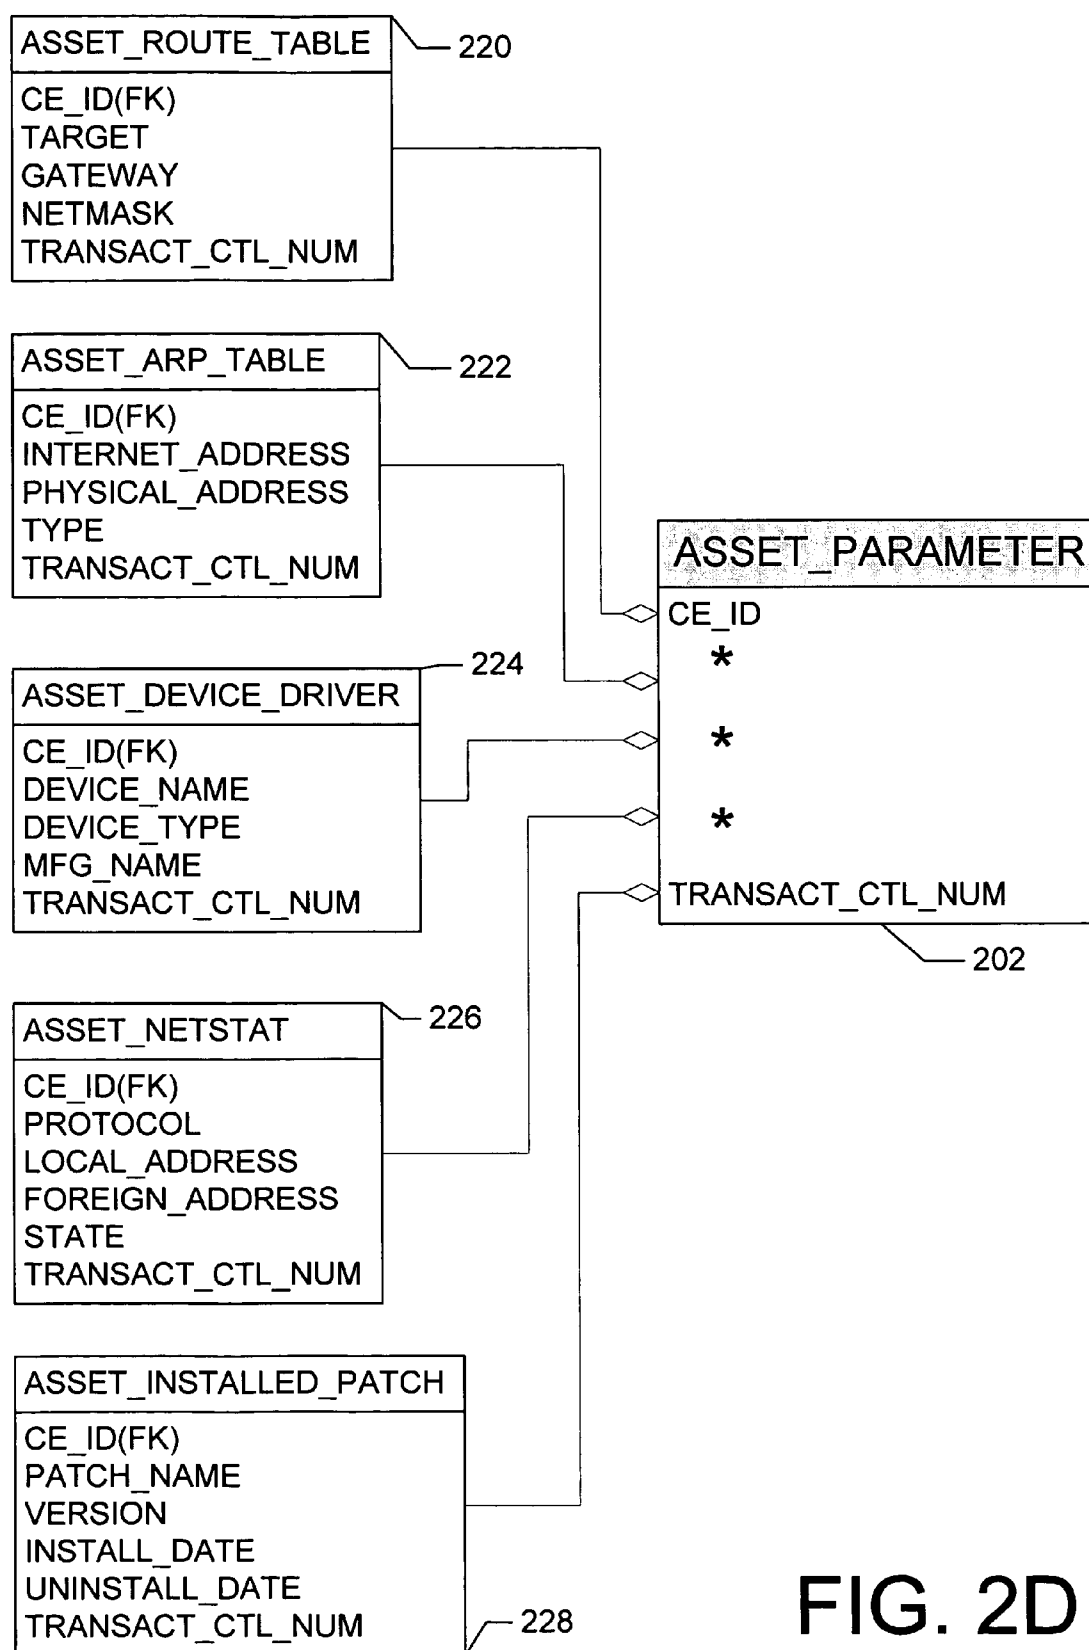 ASSET_ROUTE_TABLE
220
CE_ID(FK)
TARGET
GATEWAY
NETMASK
TRANSACT_CTL_NUM
ASSET_ARP_TABLE
222
CE_ID(FK)
INTERNET_ADDRESS
PHYSICAL_ADDRESS
TYPE
TRANSACT_CTL_NUM
ASSET_DEVICE_DRIVER
224
CE_ID(FK)
DEVICE_NAME
DEVICE_TYPE
MFG_NAME
TRANSACT_CTL_NUM
ASSET_NETSTAT
226
CE_ID(FK)
PROTOCOL
LOCAL_ADDRESS
FOREIGN_ADDRESS
STATE
TRANSACT_CTL_NUM
ASSET_INSTALLED_PATCH
CE_ID(FK)
PATCH_NAME
VERSION
INSTALL_DATE
UNINSTALL_DATE
TRANSACT_CTL_NUM
228
ASSET_PARAMETER
CE_ID
*
*
*
TRANSACT_CTL_NUM
202
FIG. 2D